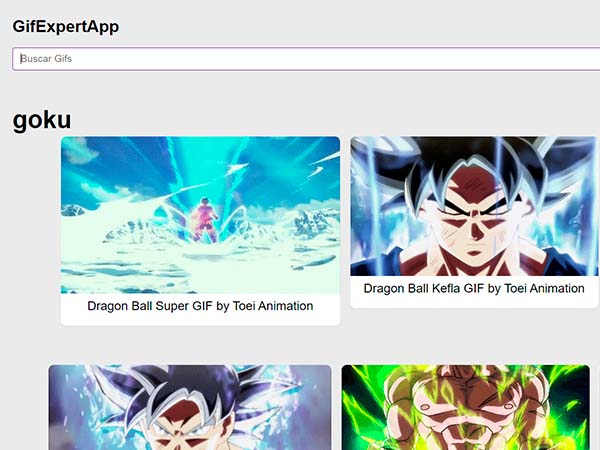 GifExpertApp
Buscar Gifs
goku
Dragon Ball Super GIF by Toei Animation
Dragon Ball Kefla GIF by Toei Animation